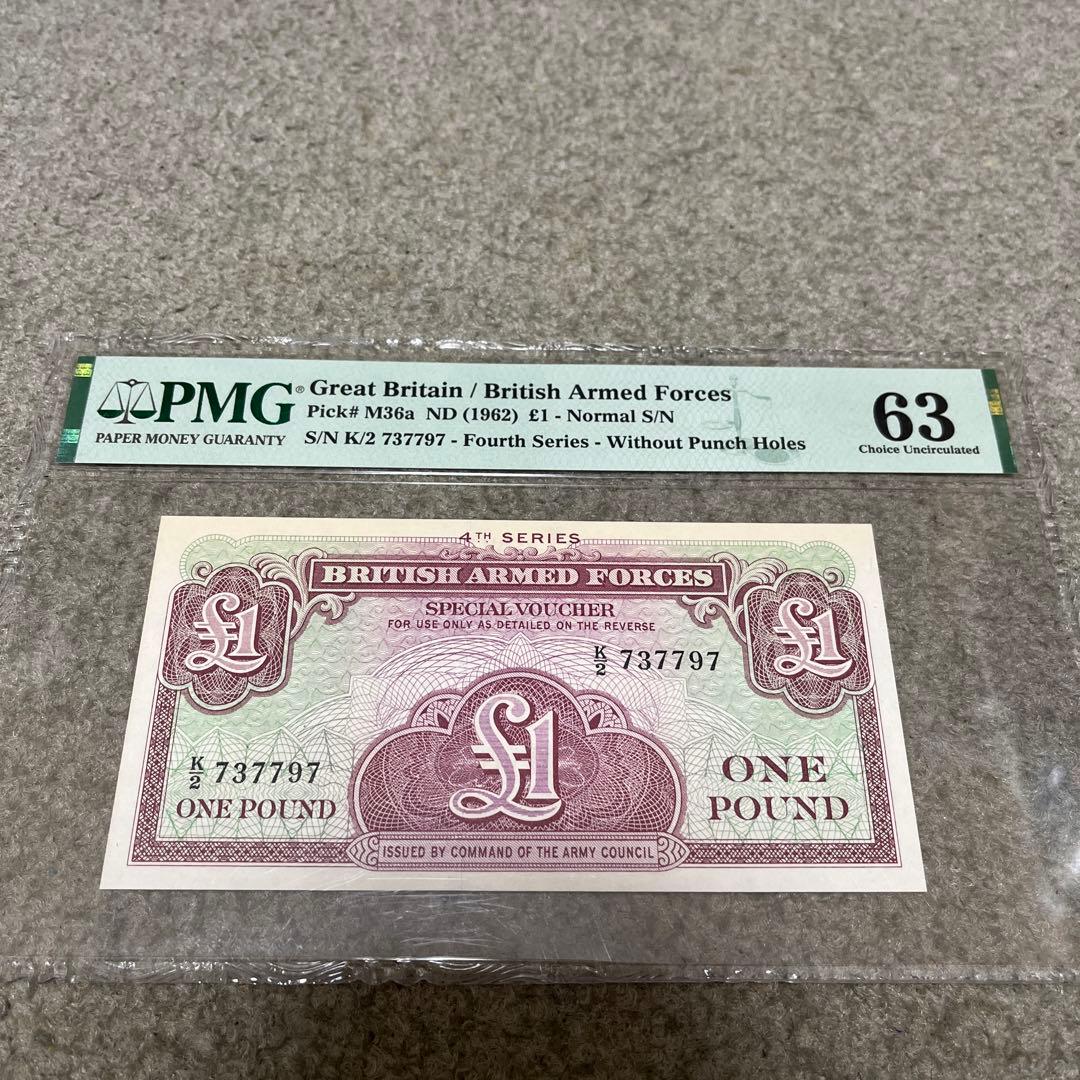 PMG®
PAPER MONEY GUARANTY
Great Britain / British Armed Forces
Pick# M36a ND (1962) £1 - Normal S/N
S/N K/2 737797 - Fourth Series - Without Punch Holes
63
Choice Uncirculated
4TH SERIES
BRITISH ARMED FORCES
SPECIAL VOUCHER
FOR USE ONLY AS DETAILED ON THE REVERSE
£1
£1
K/2 737797
£1
K/2 737797
ONE POUND
ONE
POUND
ISSUED BY COMMAND OF THE ARMY COUNCIL